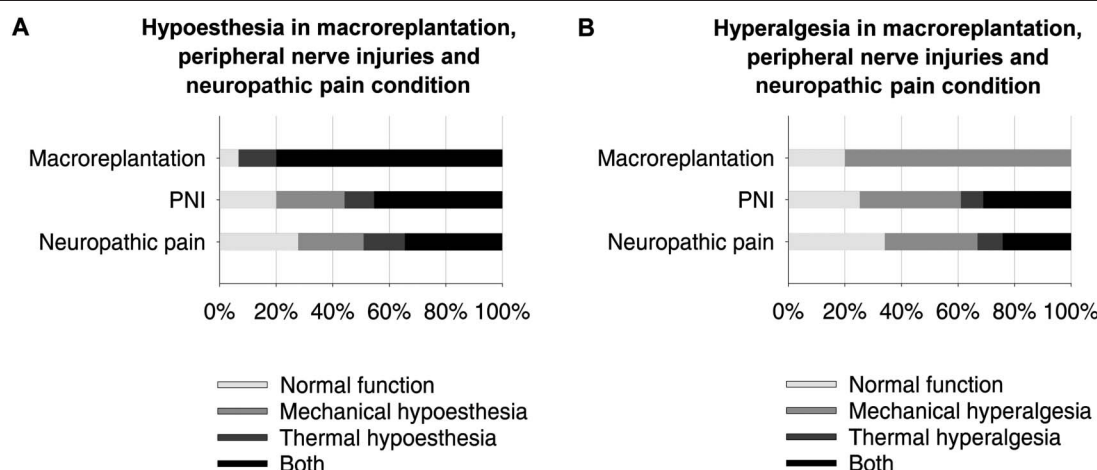 A
Hypoesthesia in macroreplantation,
peripheral nerve injuries and
neuropathic pain condition
Macroreplantation
PNI
Neuropathic pain
0% 20% 40% 60% 80% 100%
Normal function
Mechanical hypoesthesia
Thermal hypoesthesia
Both
B
Hyperalgesia in macroreplantation,
peripheral nerve injuries and
neuropathic pain condition
Macroreplantation
PNI
Neuropathic pain
0% 20% 40% 60% 80% 100%
Normal function
Mechanical hyperalgesia
Thermal hyperalgesia
Both